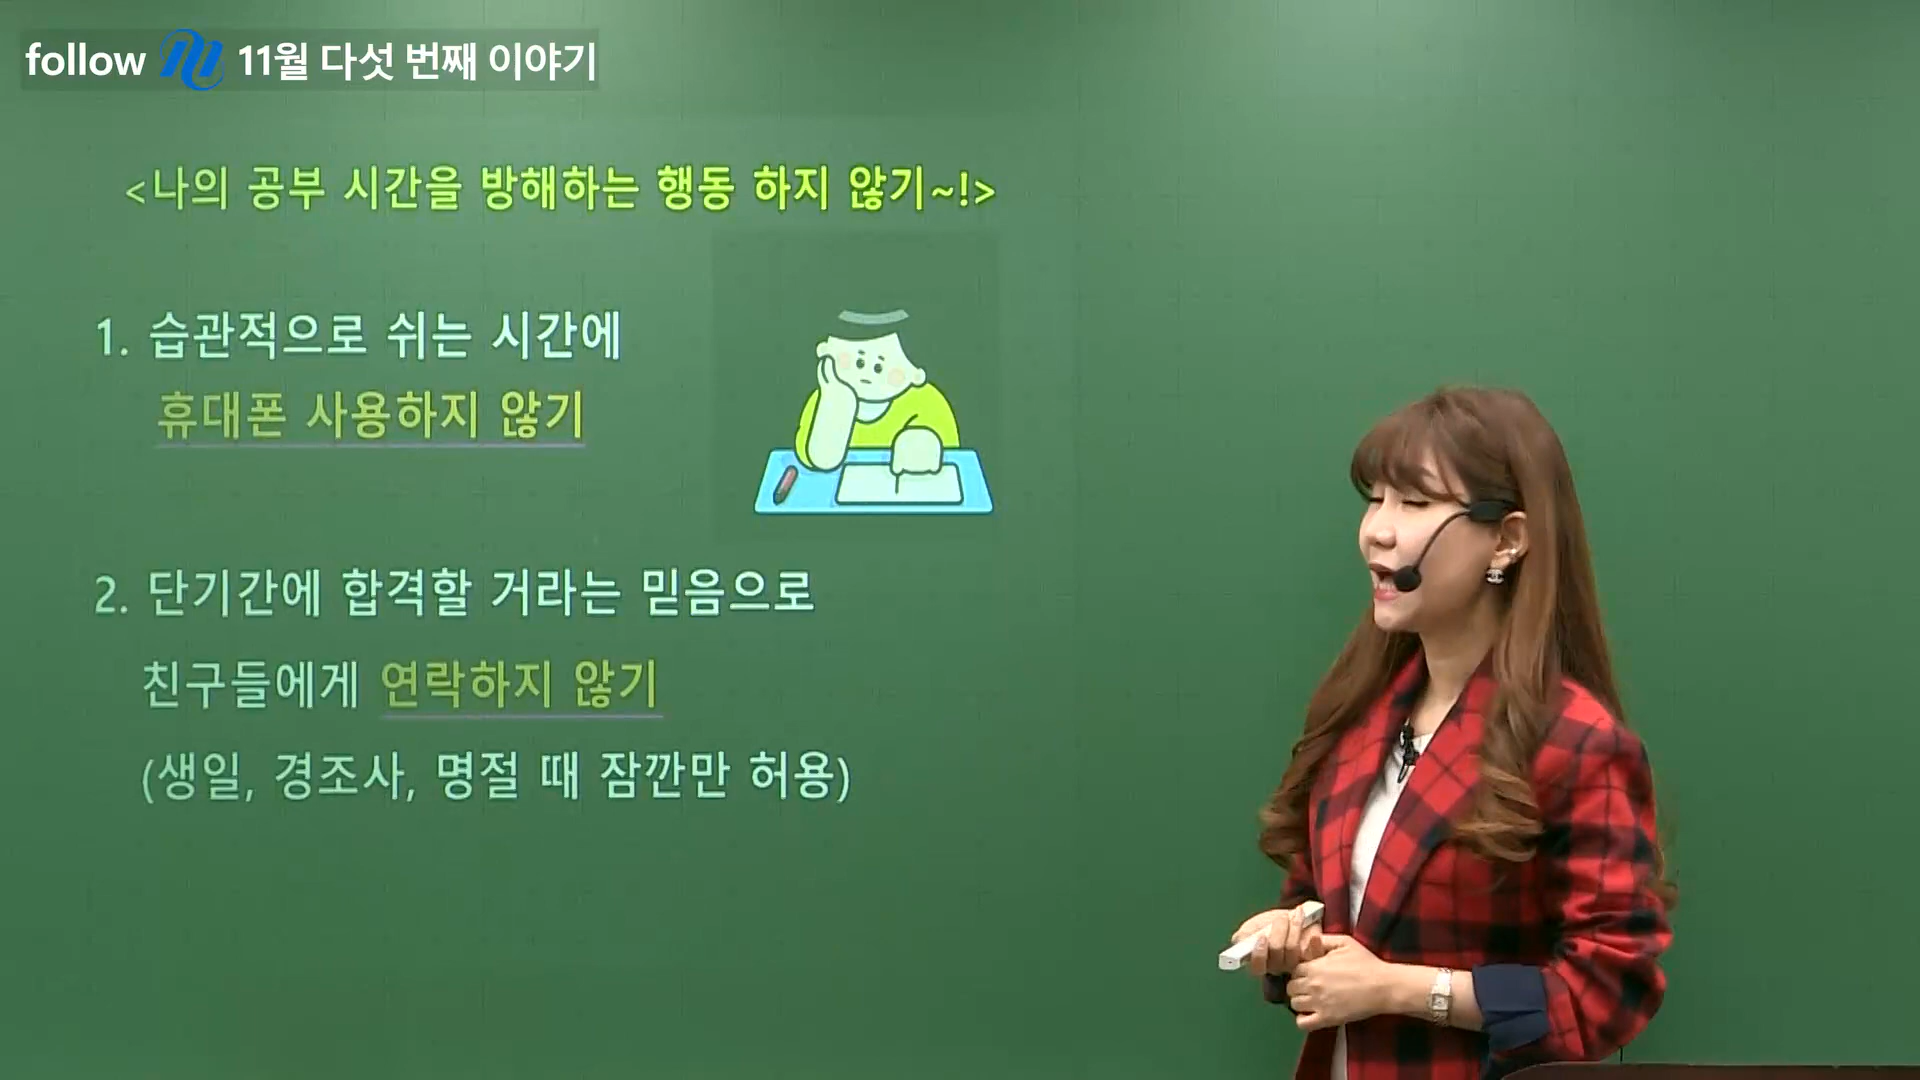 follow 11월 다섯 번째 이야기
<나의 공부 시간을 방해하는 행동 하지 않기~!>
1. 습관적으로 쉬는 시간에
휴대폰 사용하지 않기
2. 단기간에 합격할 거라는 믿음으로
친구들에게 연락하지 않기
(생일, 경조사, 명절 때 잠깐만 허용)